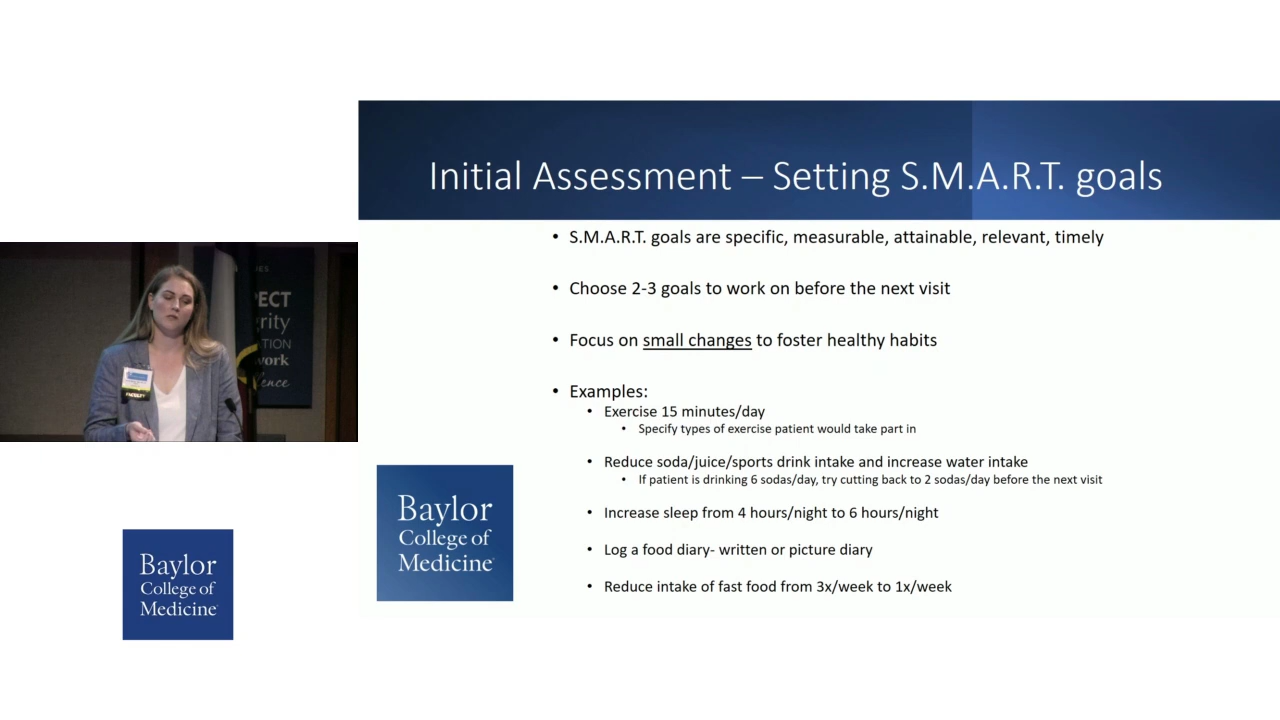 Initial Assessment – Setting S.M.A.R.T. goals
• S.M.A.R.T. goals are specific, measurable, attainable, relevant, timely
• Choose 2-3 goals to work on before the next visit
• Focus on small changes to foster healthy habits
• Examples:
• Exercise 15 minutes/day
• Specify types of exercise patient would take part in
• Reduce soda/juice/sports drink intake and increase water intake
• If patient is drinking 6 sodas/day, try cutting back to 2 sodas/day before the next visit
• Increase sleep from 4 hours/night to 6 hours/night
• Log a food diary- written or picture diary
• Reduce intake of fast food from 3x/week to 1x/week
Baylor
College of
Medicine
PECT
rity
TION
work
ence
Baylor
College of
Medicine